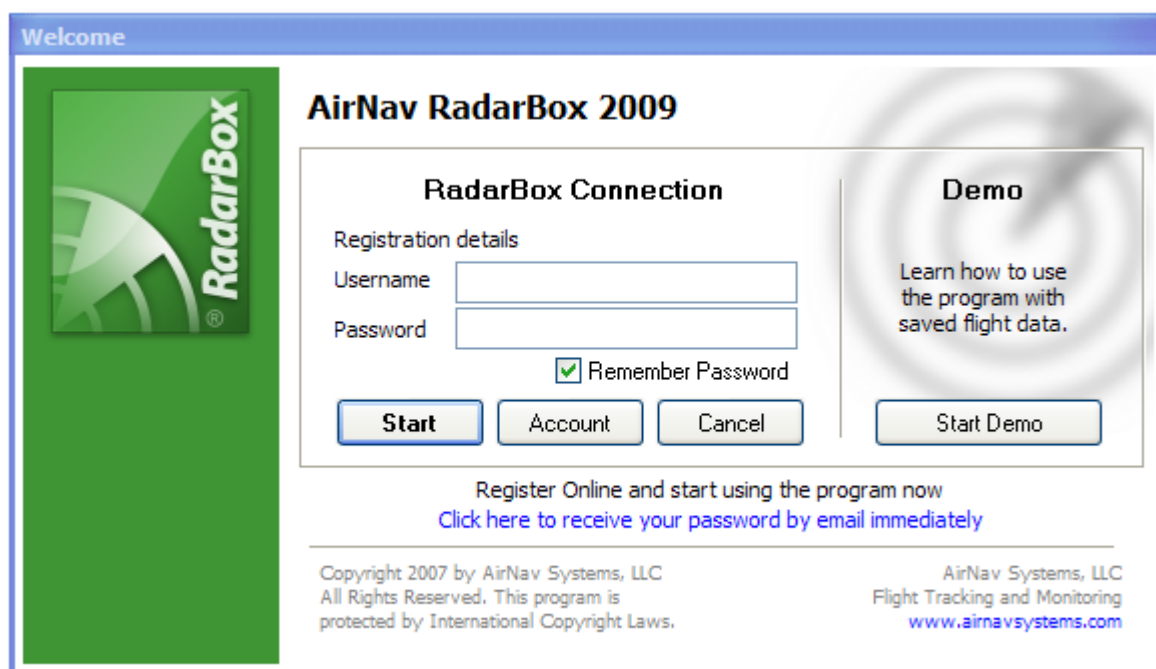 Welcome
® RadarBox
AirNav RadarBox 2009
RadarBox Connection
Registration details
Username
Password
Remember Password
Start
Account
Cancel
Demo
Learn how to use
the program with
saved flight data.
Start Demo
Register Online and start using the program now
Click here to receive your password by email immediately
Copyright 2007 by AirNav Systems, LLC
All Rights Reserved. This program is
protected by International Copyright Laws.
AirNav Systems, LLC
Flight Tracking and Monitoring
www.airnavsystems.com